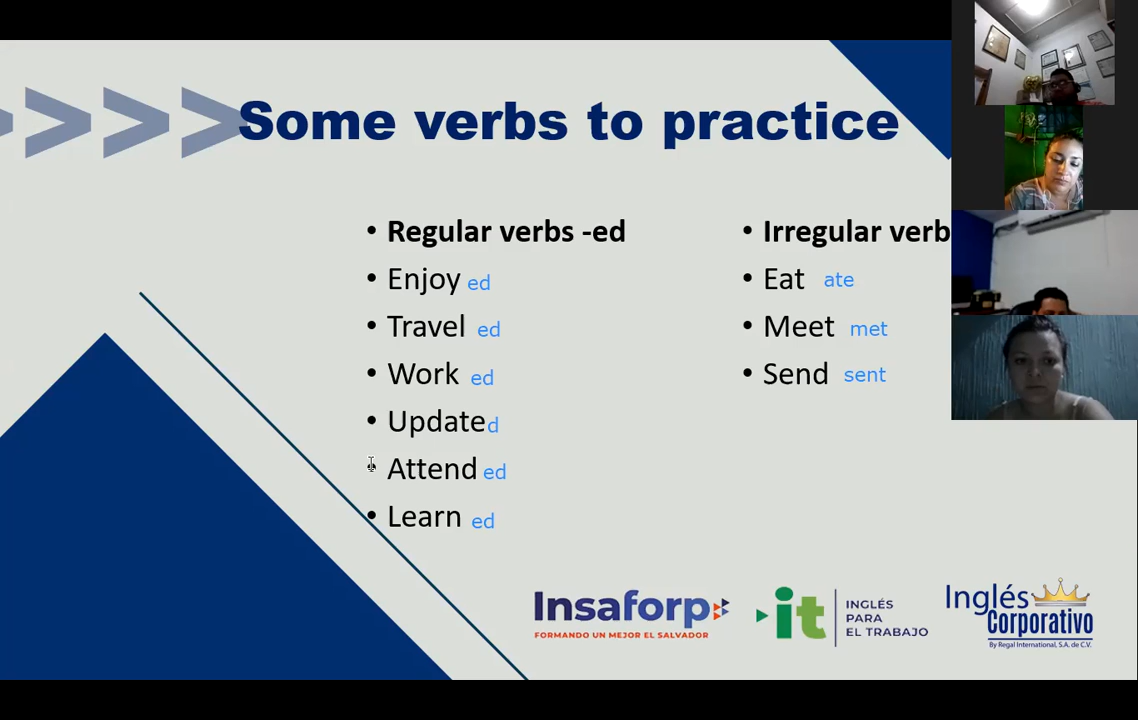 >>>> Some verbs to practice
• Regular verbs -ed
• Enjoy ed
• Travel ed
• Work ed
• Updated
• Attend ed
• Learn ed
• Irregular verb
• Eat ate
• Meet met
• Send sent
Insaforp
FORMANDO UN MEJOR EL SALVADOR
it
INGLÉS
PARA
EL TRABAJO
Inglés
Corporativo
By Regal International, S.A. de C.V.